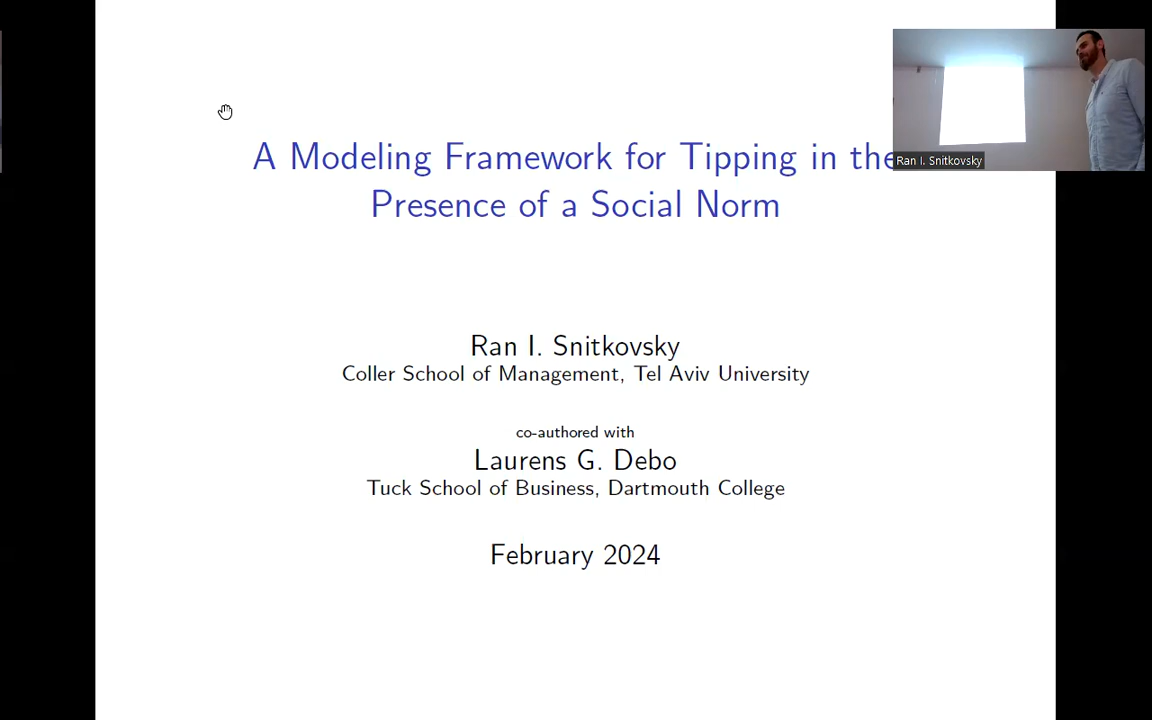 A Modeling Framework for Tipping in the
Presence of a Social Norm
Ran I. Snitkovsky
Ran I. Snitkovsky
Coller School of Management, Tel Aviv University
co-authored with
Laurens G. Debo
Tuck School of Business, Dartmouth College
February 2024